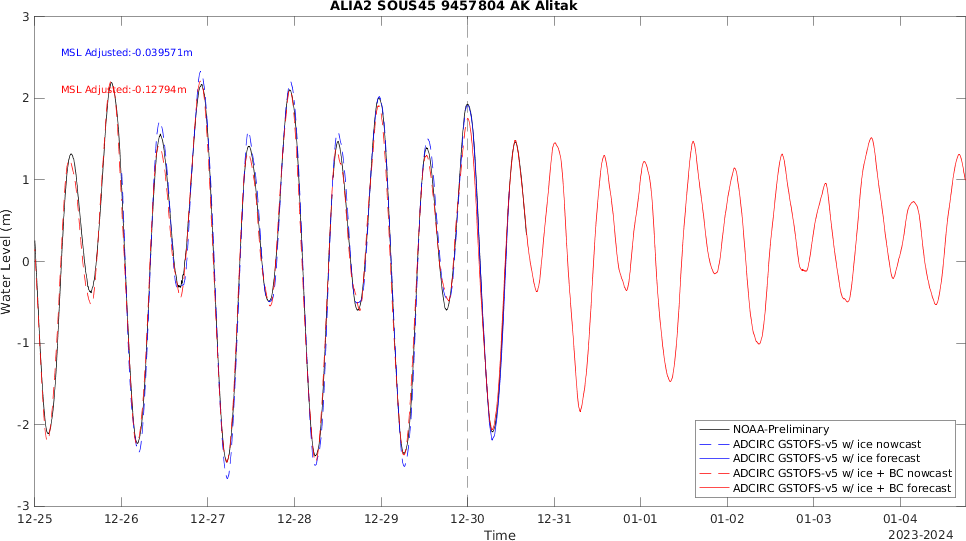 ALIA2 SOUS45 9457804 AK Alitak
MSL Adjusted:-0.039571m
MSL Adjusted:-0.12794m
Water Level (m)
3
2
1
0
-1
-2
-3
NOAA-Preliminary
ADCIRC GSTOFS-v5 w/ ice nowcast
ADCIRC GSTOFS-v5 w/ ice forecast
ADCIRC GSTOFS-v5 w/ ice + BC nowcast
ADCIRC GSTOFS-v5 w/ ice + BC forecast
12-25 12-26 12-27 12-28 12-29 12-30 12-31 01-01 01-02 01-03 01-04
Time
2023-2024